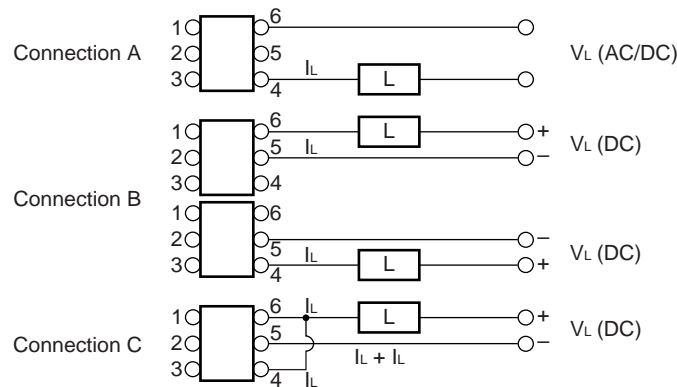 Connection A
1 6
2 5
3 4
IL L
VL (AC/DC)
Connection B
1 6 L +
2 5 IL −
3 4
VL (DC)
1 6
2 5 −
3 4 IL L +
VL (DC)
Connection C
1 6 IL L +
2 5 IL + IL −
3 4 IL
VL (DC)